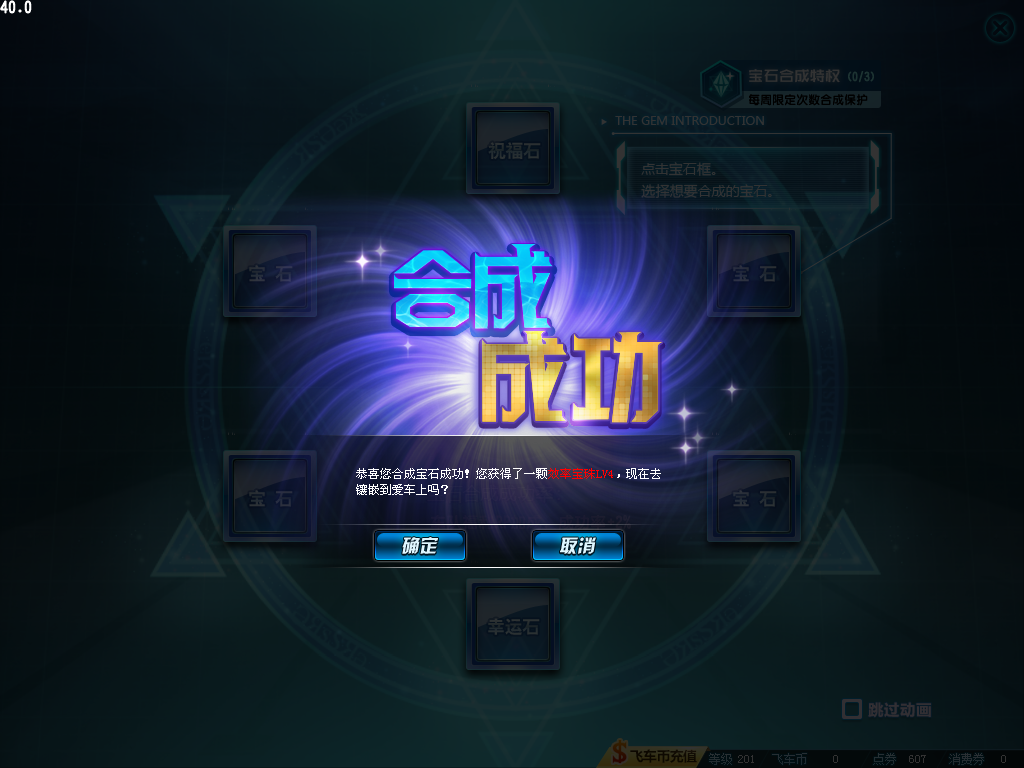 40.0
宝石合成特权 (0/3)
每周限定次数合成保护
THE GEM INTRODUCTION
点击宝石框。
选择想要合成的宝石。
祝福石
宝 石
宝 石
合成
成功
恭喜您合成宝石成功！您获得了一颗LV4，现在去
镶嵌到爱车上吗？
宝 石
宝 石
确定
取消
幸运石
跳过动画
飞车币充值 等级 201 飞车币 0 点券 607 消费券 0